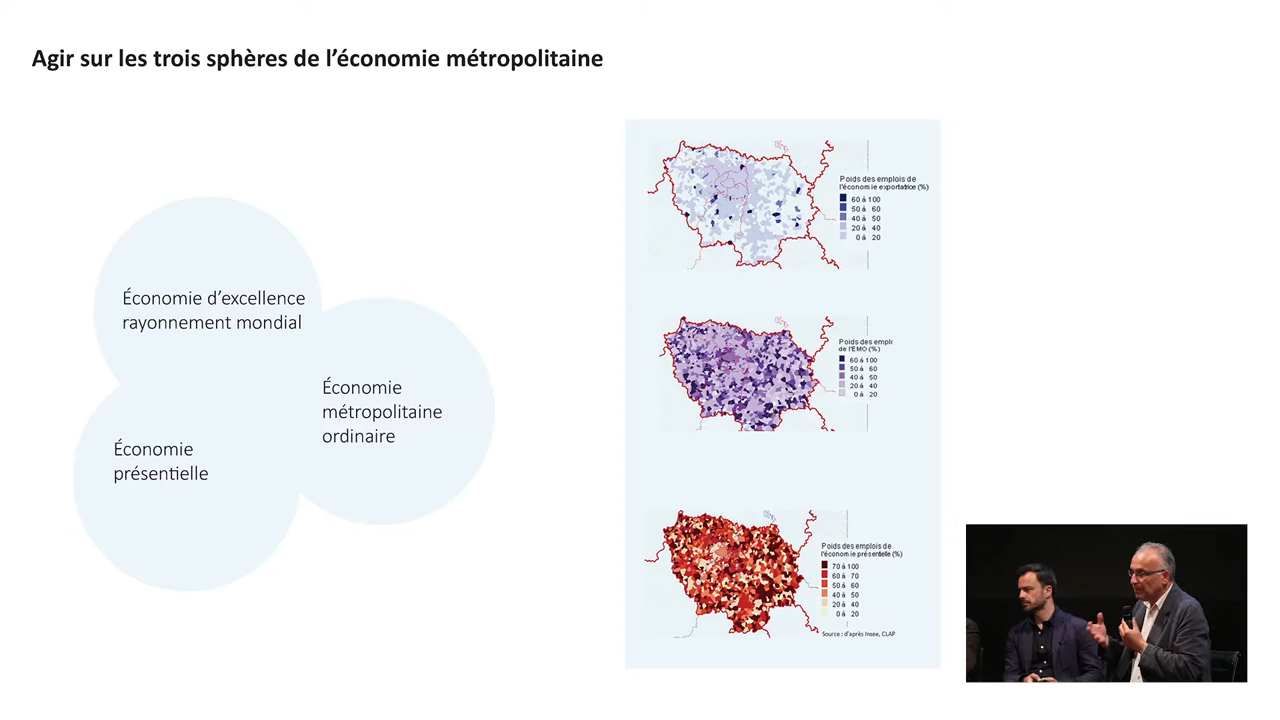 Agir sur les trois sphères de l’économie métropolitaine
Économie d’excellence
rayonnement mondial
Économie
métropolitaine
ordinaire
Économie
présentielle
Poids des emplois de
l'économie exportatrice (%)
60 à 100
50 à 60
40 à 50
20 à 40
0 à 20
Poids des emplo
de l'EMO (%)
60 à 100
50 à 60
40 à 50
20 à 40
0 à 20
Poids des emplois de
l'économie présentielle (%)
70 à 100
60 à 70
50 à 60
40 à 50
20 à 40
0 à 20
Source : d'après Insee, CLAP